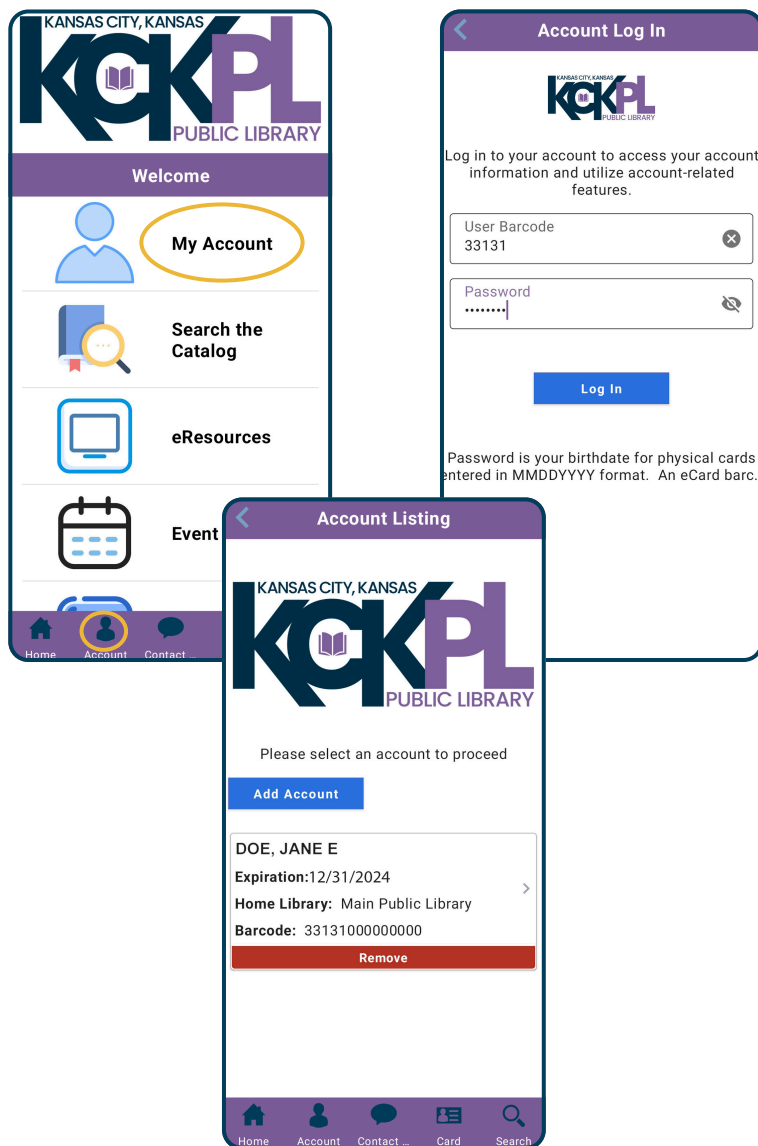 KANSAS CITY, KANSAS
KCKPL
PUBLIC LIBRARY
Welcome
My Account
Search the
Catalog
eResources
Event
Home Account Contact ...
Account Log In
KANSAS CITY, KANSAS
KCKPL
PUBLIC LIBRARY
Log in to your account to access your account
information and utilize account-related
features.
User Barcode
33131
Password
••••••••
Log In
Password is your birthdate for physical cards
entered in MMDDYYYY format. An eCard barc.
Account Listing
KANSAS CITY, KANSAS
KCKPL
PUBLIC LIBRARY
Please select an account to proceed
Add Account
DOE, JANE E
Expiration:12/31/2024
Home Library: Main Public Library
Barcode: 33131000000000
Remove
Home Account Contact ... Card Search